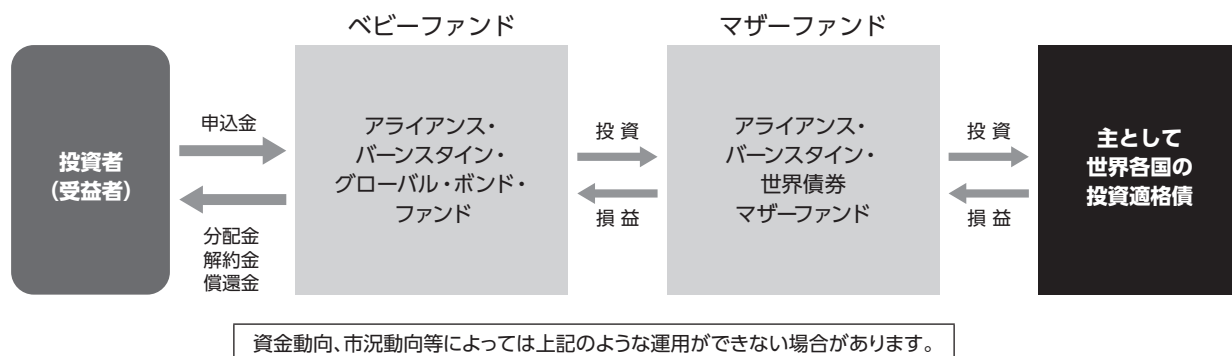 ベビーファンド
マザーファンド
投資者
(受益者)
申込金
分配金
解約金
償還金
アライアンス・
バーンスタイン・
グローバル・ボンド・
ファンド
投 資
損 益
アライアンス・
バーンスタイン・
世界債券
マザーファンド
投 資
損 益
主として
世界各国の
投資適格債
資金動向、市況動向等によっては上記のような運用ができない場合があります。